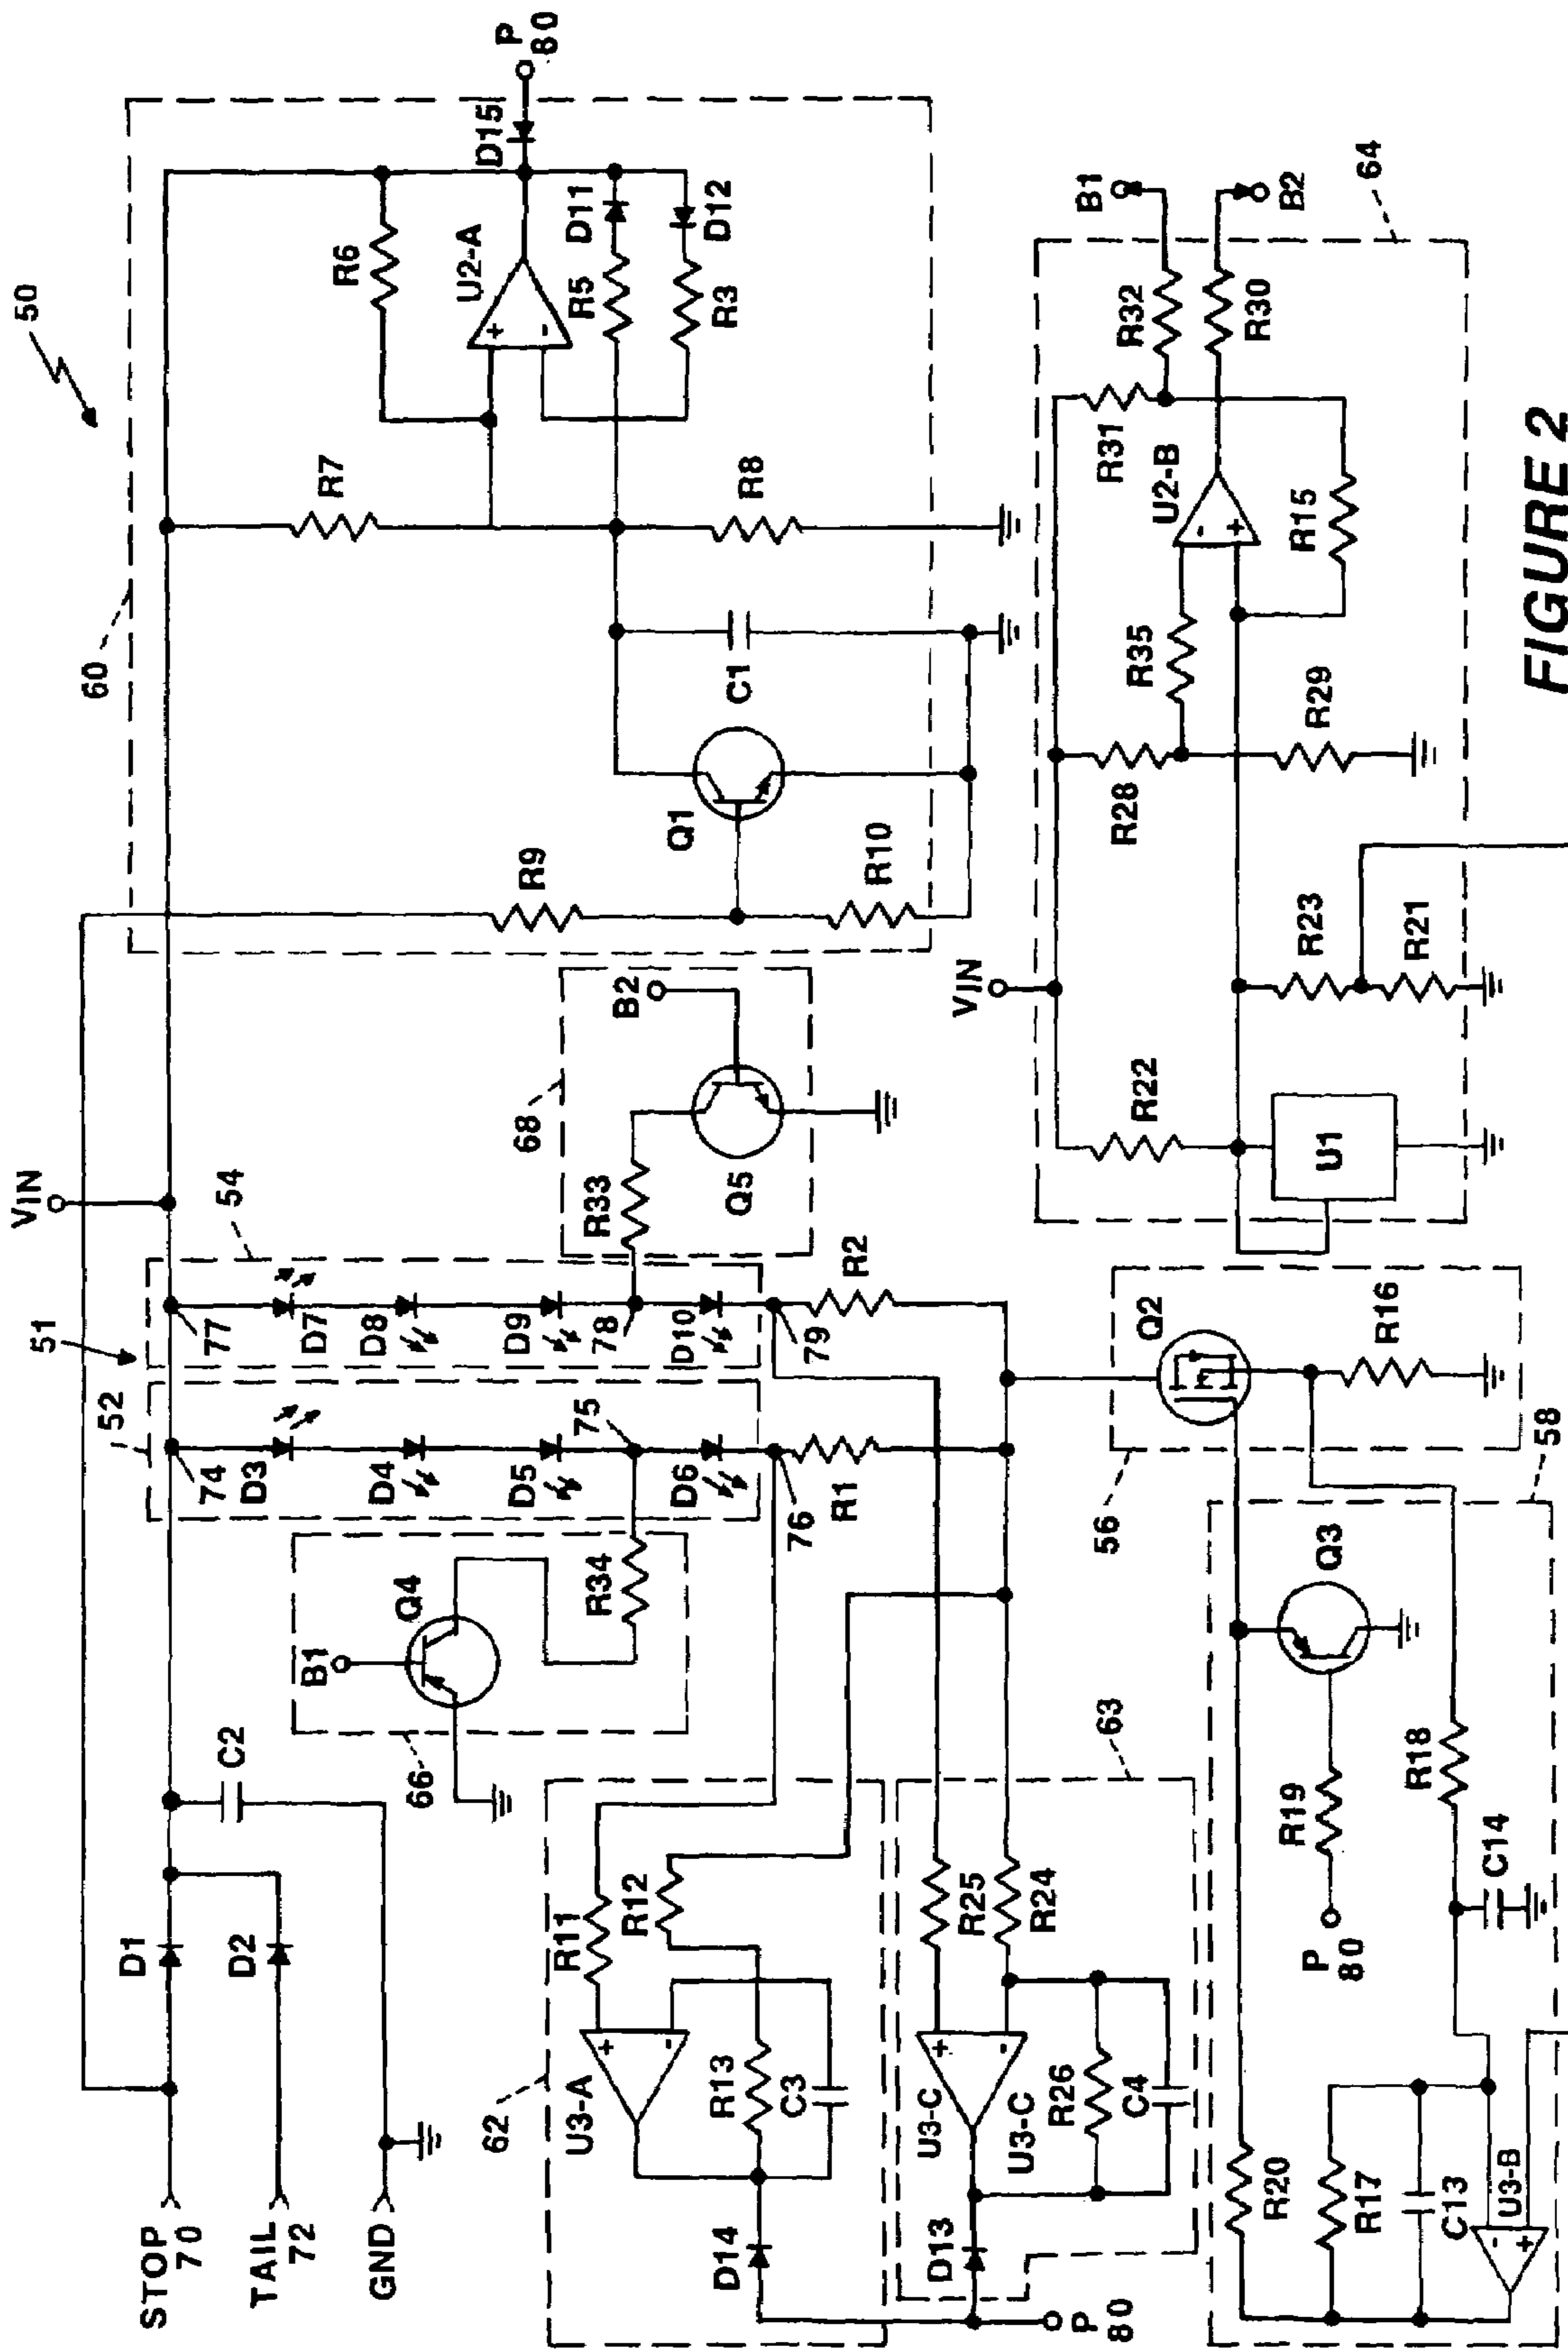 50
STOP
70
TAIL
72
GND
D1
D2
C2
VIN
51
52
54
74
77
D3
D4
D5
D6
D7
D8
D9
D10
75
76
78
79
B1
Q4
R34
66
R33
68
Q5
B2
R1
R2
60
R9
R10
Q1
C1
R7
R8
R6
U2-A
+
-
R5
D11
R3
D12
D15
P
80
62
R11
R12
U3-A
+
-
R13
C3
D14
63
R25
R24
U3-C
+
-
U3-C
R26
C4
D13
P
80
56
Q2
R16
58
Q3
R19
P
80
R18
C14
R20
R17
C13
U3-B
-
+
64
VIN
R22
U1
R23
R21
R28
R29
R35
U2-B
-
+
R15
R31
R32
R30
B1
B2
FIGURE 2